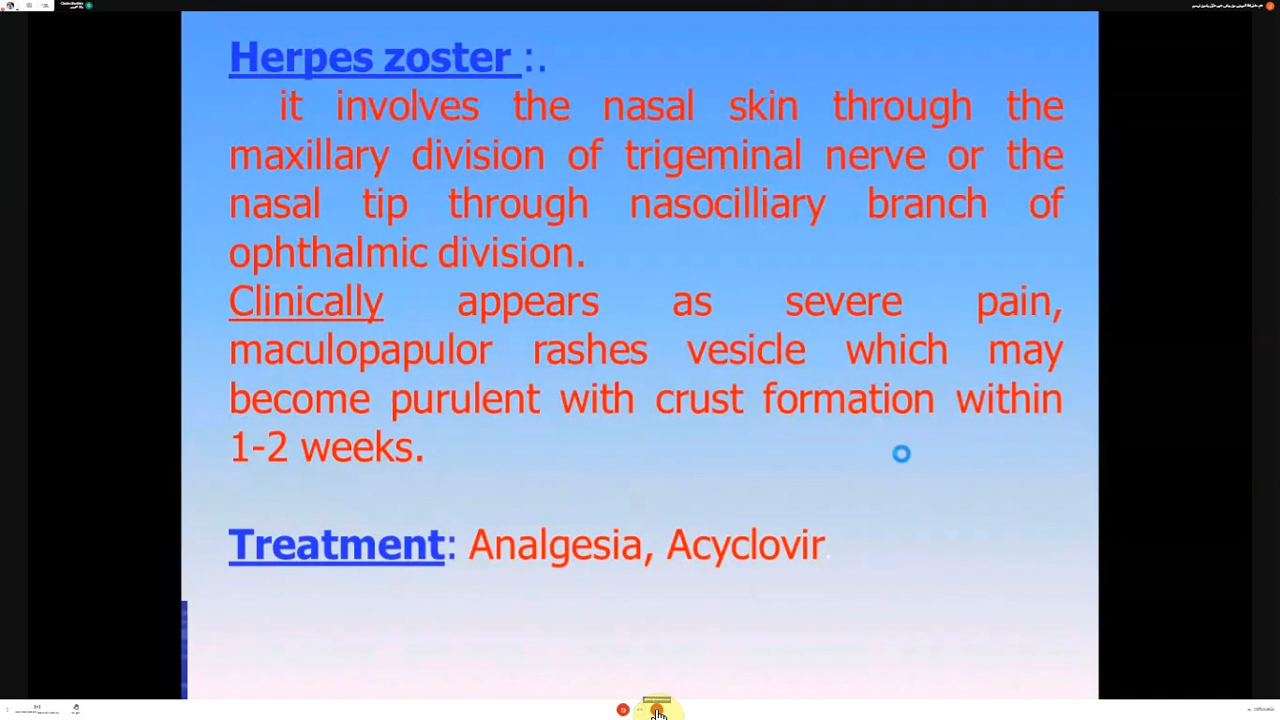 Herpes zoster :.
it involves the nasal skin through the
maxillary division of trigeminal nerve or the
nasal tip through nasocilliary branch of
ophthalmic division.
Clinically appears as severe pain,
maculopapulor rashes vesicle which may
become purulent with crust formation within
1-2 weeks.
Treatment: Analgesia, Acyclovir.